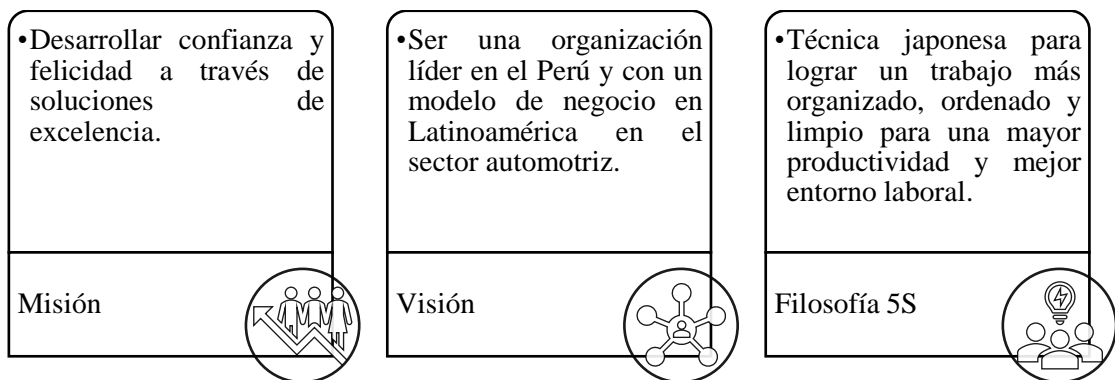 •Desarrollar confianza y
felicidad a través de
soluciones de
excelencia.
Misión
•Ser una organización
líder en el Perú y con un
modelo de negocio en
Latinoamérica en el
sector automotriz.
Visión
•Técnica japonesa para
lograr un trabajo más
organizado, ordenado y
limpio para una mayor
productividad y mejor
entorno laboral.
Filosofía 5S